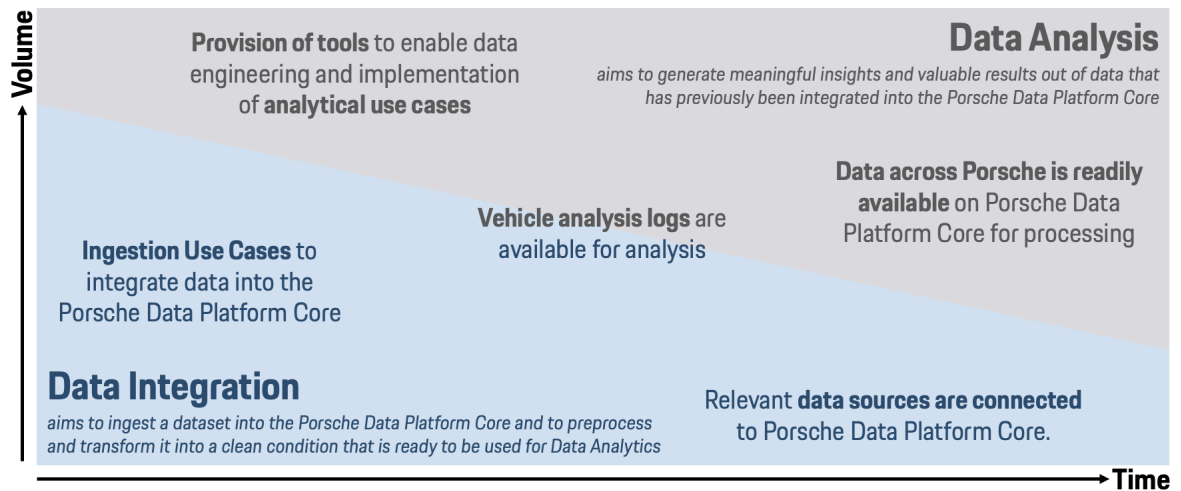 Volume
Provision of tools to enable data
engineering and implementation
of analytical use cases
Data Analysis
aims to generate meaningful insights and valuable results out of data that
has previously been integrated into the Porsche Data Platform Core
Data across Porsche is readily
available on Porsche Data
Platform Core for processing
Vehicle analysis logs are
available for analysis
Ingestion Use Cases to
integrate data into the
Porsche Data Platform Core
Data Integration
aims to ingest a dataset into the Porsche Data Platform Core and to preprocess
and transform it into a clean condition that is ready to be used for Data Analytics
Relevant data sources are connected
to Porsche Data Platform Core.
Time